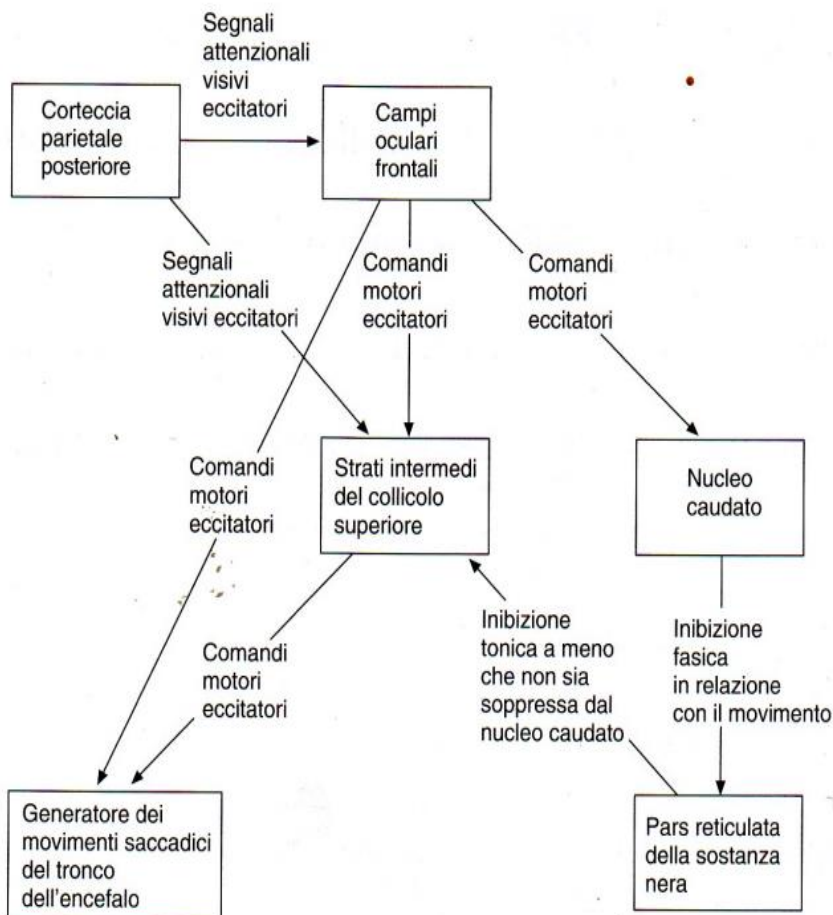 Segnali
attenzionali
visivi
eccitatori
Corteccia
parietale
posteriore
Campi
oculari
frontali
Segnali
attenzionali
visivi eccitatori
Comandi
motori
eccitatori
Comandi
motori
eccitatori
Comandi
motori
eccitatori
Strati intermedi
del collicolo
superiore
Nucleo
caudato
Comandi
motori
eccitatori
Inibizione
tonica a meno
che non sia
soppressa dal
nucleo caudato
Inibizione
fasica
in relazione
con il movimento
Generatore dei
movimenti saccadici
del tronco
dell'encefalo
Pars reticulata
della sostanza
nera